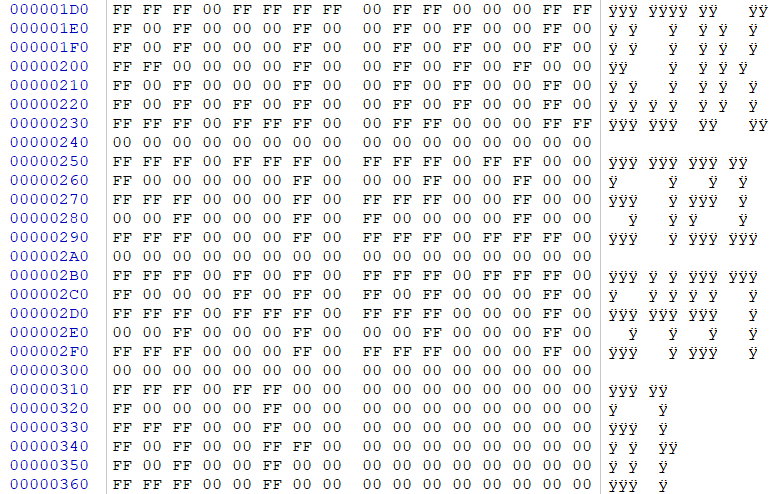 000001D0 FF FF FF 00 FF FF FF FF 00 FF FF 00 00 00 FF FF ÿÿÿ ÿÿÿÿ ÿÿ   ÿÿ
000001E0 FF 00 FF 00 00 00 FF 00 00 FF 00 FF 00 00 FF 00 ÿ ÿ   ÿ  ÿ ÿ  ÿ
000001F0 FF 00 FF 00 00 00 FF 00 00 FF 00 FF 00 00 FF 00 ÿ ÿ   ÿ  ÿ ÿ  ÿ
00000200 FF FF 00 00 00 00 FF 00 00 FF 00 FF 00 FF 00 00 ÿÿ    ÿ  ÿ ÿ ÿ
00000210 FF 00 FF 00 00 00 FF 00 00 FF 00 FF 00 00 FF 00 ÿ ÿ   ÿ  ÿ ÿ  ÿ
00000220 FF 00 FF 00 FF 00 FF 00 00 FF 00 FF 00 00 FF 00 ÿ ÿ ÿ ÿ  ÿ ÿ  ÿ
00000230 FF FF FF 00 FF FF FF 00 00 FF FF 00 00 00 FF FF ÿÿÿ ÿÿÿ  ÿÿ   ÿÿ
00000240 00 00 00 00 00 00 00 00 00 00 00 00 00 00 00 00
00000250 FF FF FF 00 FF FF FF 00 FF FF FF 00 FF FF 00 00 ÿÿÿ ÿÿÿ ÿÿÿ ÿÿ
00000260 FF 00 00 00 00 00 FF 00 00 00 FF 00 00 FF 00 00 ÿ     ÿ   ÿ  ÿ
00000270 FF FF FF 00 00 00 FF 00 FF FF FF 00 00 FF 00 00 ÿÿÿ   ÿ ÿÿÿ  ÿ
00000280 00 00 FF 00 00 00 FF 00 FF 00 00 00 00 FF 00 00   ÿ   ÿ ÿ    ÿ
00000290 FF FF FF 00 00 00 FF 00 FF FF FF 00 FF FF FF 00 ÿÿÿ   ÿ ÿÿÿ ÿÿÿ
000002A0 00 00 00 00 00 00 00 00 00 00 00 00 00 00 00 00
000002B0 FF FF FF 00 FF 00 FF 00 FF FF FF 00 FF FF FF 00 ÿÿÿ ÿ ÿ ÿÿÿ ÿÿÿ
000002C0 FF 00 00 00 FF 00 FF 00 FF 00 FF 00 00 00 FF 00 ÿ   ÿ ÿ ÿ ÿ   ÿ
000002D0 FF FF FF 00 FF FF FF 00 FF FF FF 00 00 00 FF 00 ÿÿÿ ÿÿÿ ÿÿÿ   ÿ
000002E0 00 00 FF 00 00 00 FF 00 00 00 FF 00 00 00 FF 00   ÿ   ÿ   ÿ   ÿ
000002F0 FF FF FF 00 00 00 FF 00 FF FF FF 00 00 00 FF 00 ÿÿÿ   ÿ ÿÿÿ   ÿ
00000300 00 00 00 00 00 00 00 00 00 00 00 00 00 00 00 00
00000310 FF FF FF 00 FF FF 00 00 00 00 00 00 00 00 00 00 ÿÿÿ ÿÿ
00000320 FF 00 00 00 00 FF 00 00 00 00 00 00 00 00 00 00 ÿ    ÿ
00000330 FF FF FF 00 00 FF 00 00 00 00 00 00 00 00 00 00 ÿÿÿ  ÿ
00000340 FF 00 FF 00 00 FF FF 00 00 00 00 00 00 00 00 00 ÿ ÿ  ÿÿ
00000350 FF 00 FF 00 00 FF 00 00 00 00 00 00 00 00 00 00 ÿ ÿ  ÿ
00000360 FF FF FF 00 00 FF 00 00 00 00 00 00 00 00 00 00 ÿÿÿ  ÿ